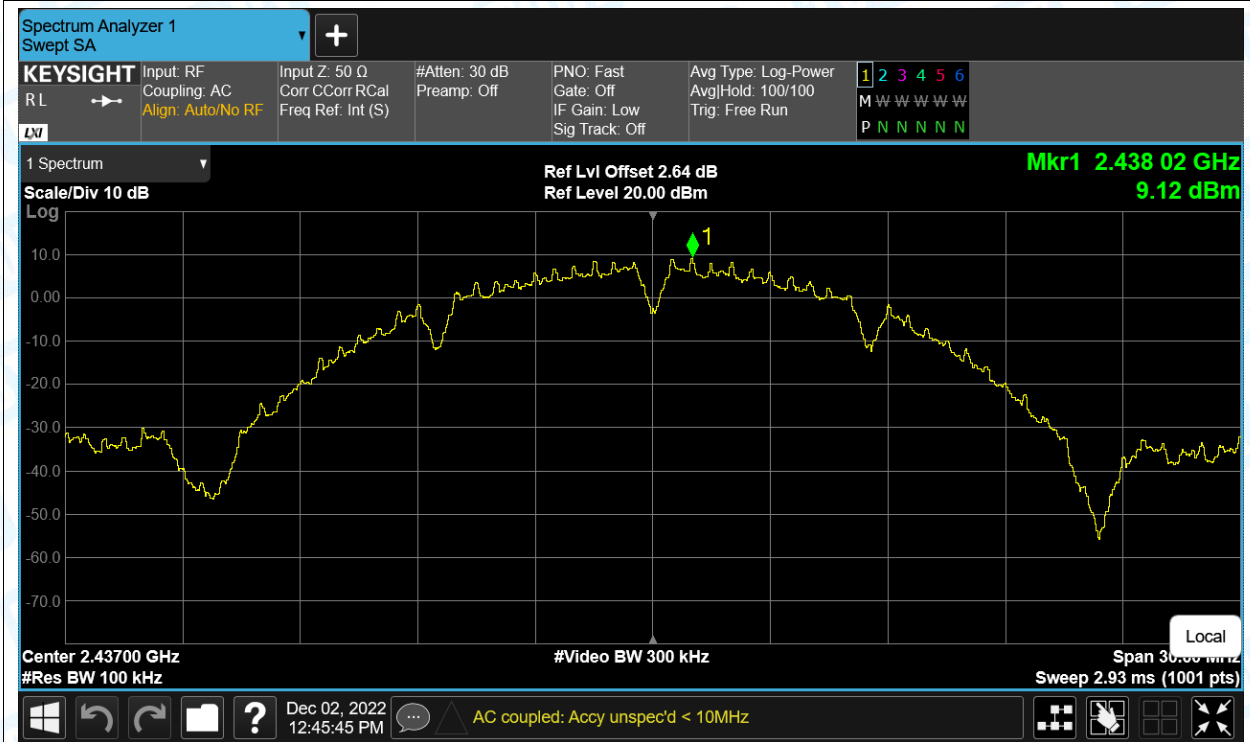 Spectrum Analyzer 1
Swept SA
+
KEYSIGHT
R L
LXI
Input: RF
Coupling: AC
Align: Auto/No RF
Input Z: 50 Ω
Corr CCorr RCal
Freq Ref: Int (S)
#Atten: 30 dB
Preamp: Off
PNO: Fast
Gate: Off
IF Gain: Low
Sig Track: Off
Avg Type: Log-Power
Avg|Hold: 100/100
Trig: Free Run
1 2 3 4 5 6
M W W W W W
P N N N N N
1 Spectrum
Scale/Div 10 dB
Log
Ref Lvl Offset 2.64 dB
Ref Level 20.00 dBm
Mkr1 2.438 02 GHz
9.12 dBm
1
10.0
0.00
-10.0
-20.0
-30.0
-40.0
-50.0
-60.0
-70.0
Local
Center 2.43700 GHz
#Res BW 100 kHz
#Video BW 300 kHz
Span 30.00 MHz
Sweep 2.93 ms (1001 pts)
?
Dec 02, 2022
12:45:45 PM
AC coupled: Accy unspec'd < 10MHz